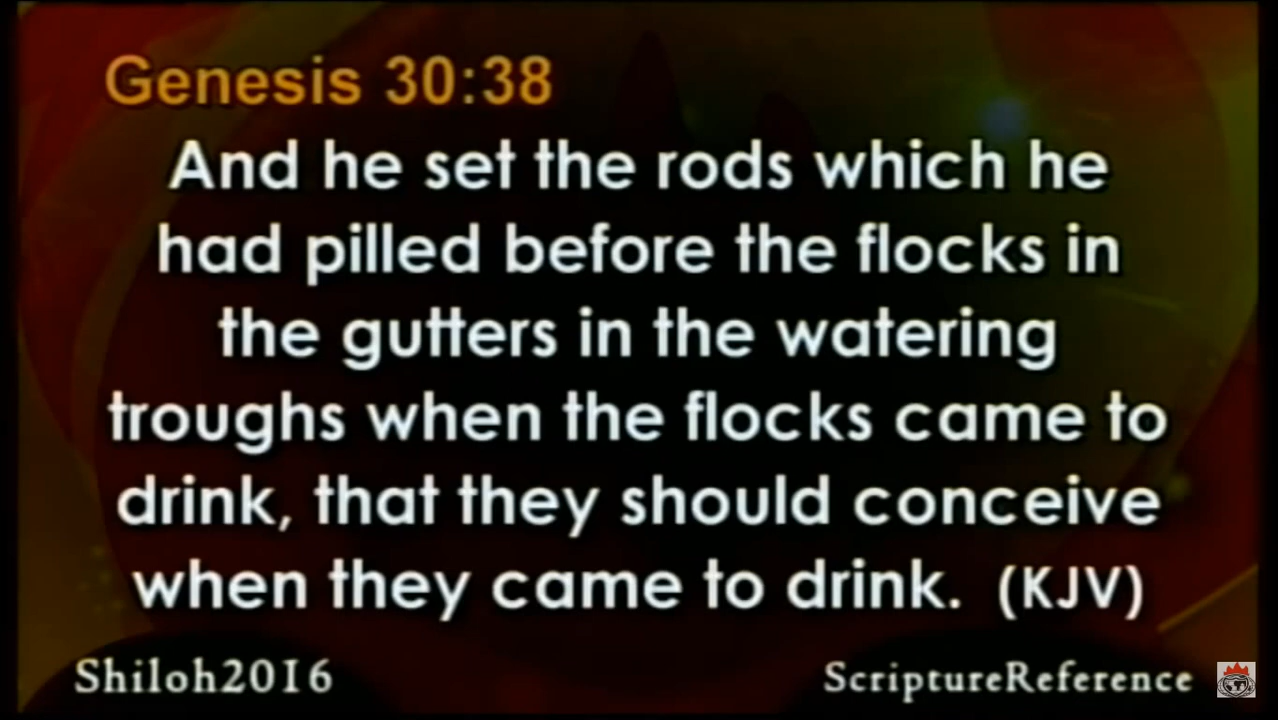 Genesis 30:38
And he set the rods which he
had pilled before the flocks in
the gutters in the watering
troughs when the flocks came to
drink, that they should conceive
when they came to drink. (KJV)
Shiloh2016
ScriptureReference